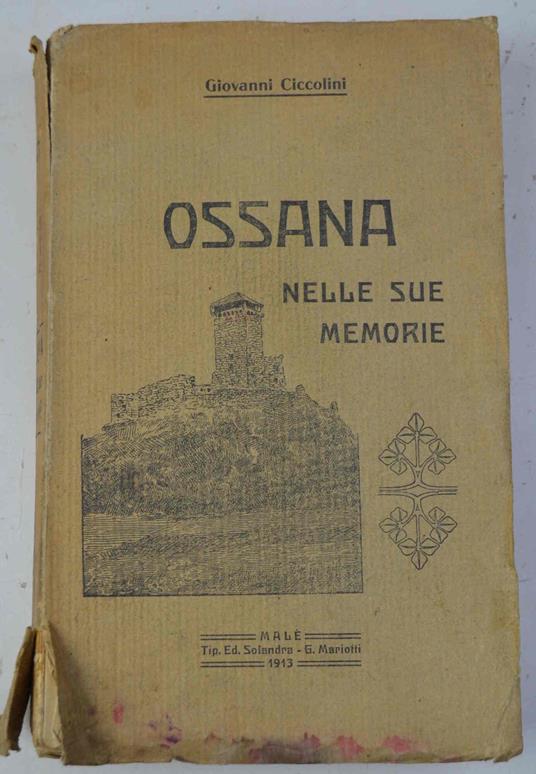 Giovanni Ciccolini
OSSANA
NELLE SUE
MEMORIE
MALÈ
Tip. Ed. Solandra - G. Mariotti
1913